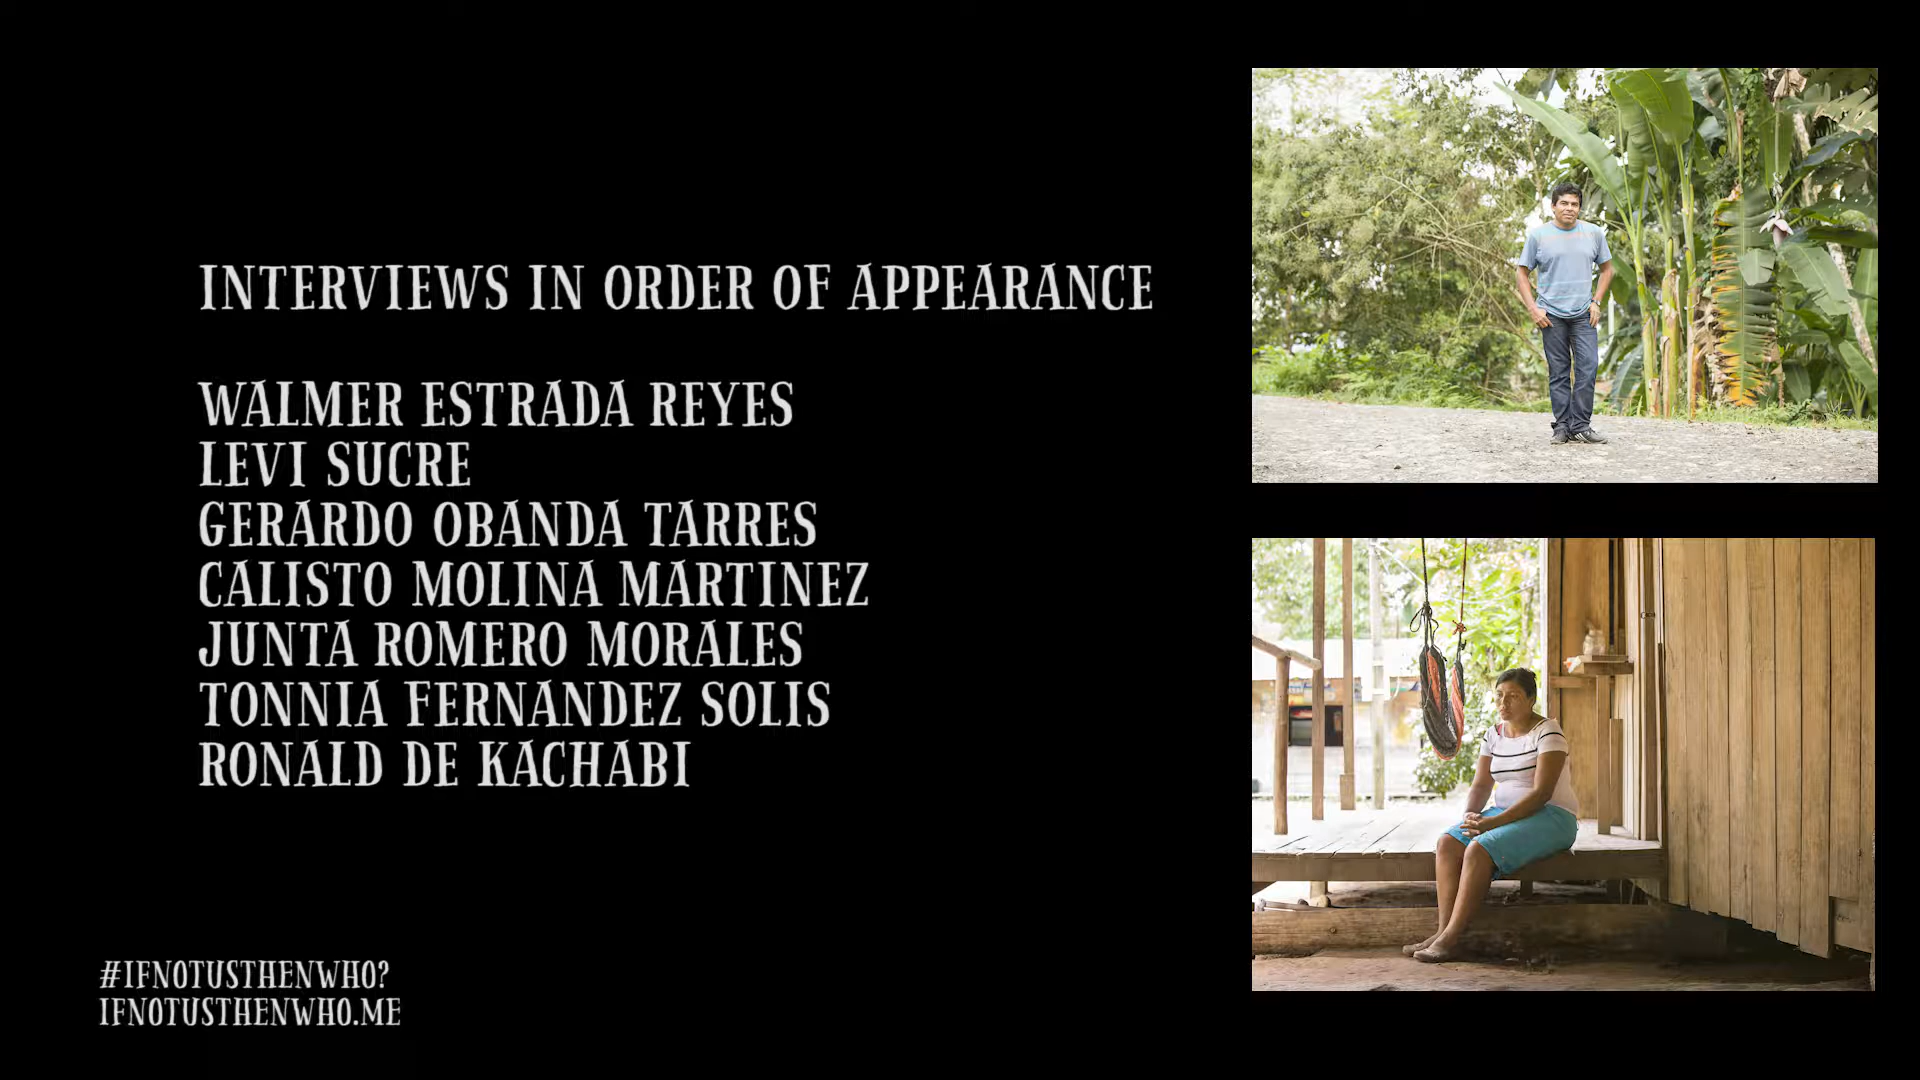 INTERVIEWS IN ORDER OF APPEARANCE
WALMER ESTRADA REYES
LEVI SUCRE
GERARDO OBANDA TARRES
CALISTO MOLINA MARTINEZ
JUNTA ROMERO MORALES
TONNIA FERNANDEZ SOLIS
RONALD DE KACHABI
#IFNOTUSTHENWHO?
IFNOTUSTHENWHO.ME